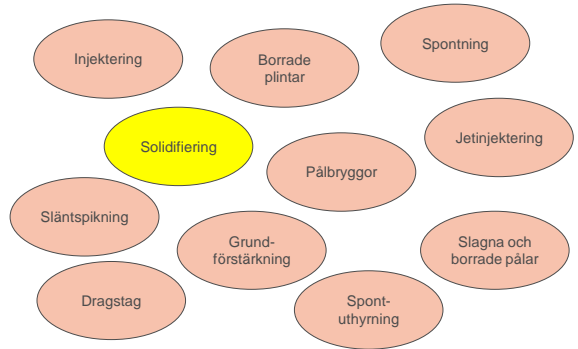 Injektering
Borrade
plintar
Spontning
Solidifiering
Jetinjektering
Pålbryggor
Släntspikning
Grund-
förstärkning
Slagna och
borrade pålar
Dragstag
Spont-
uthyrning